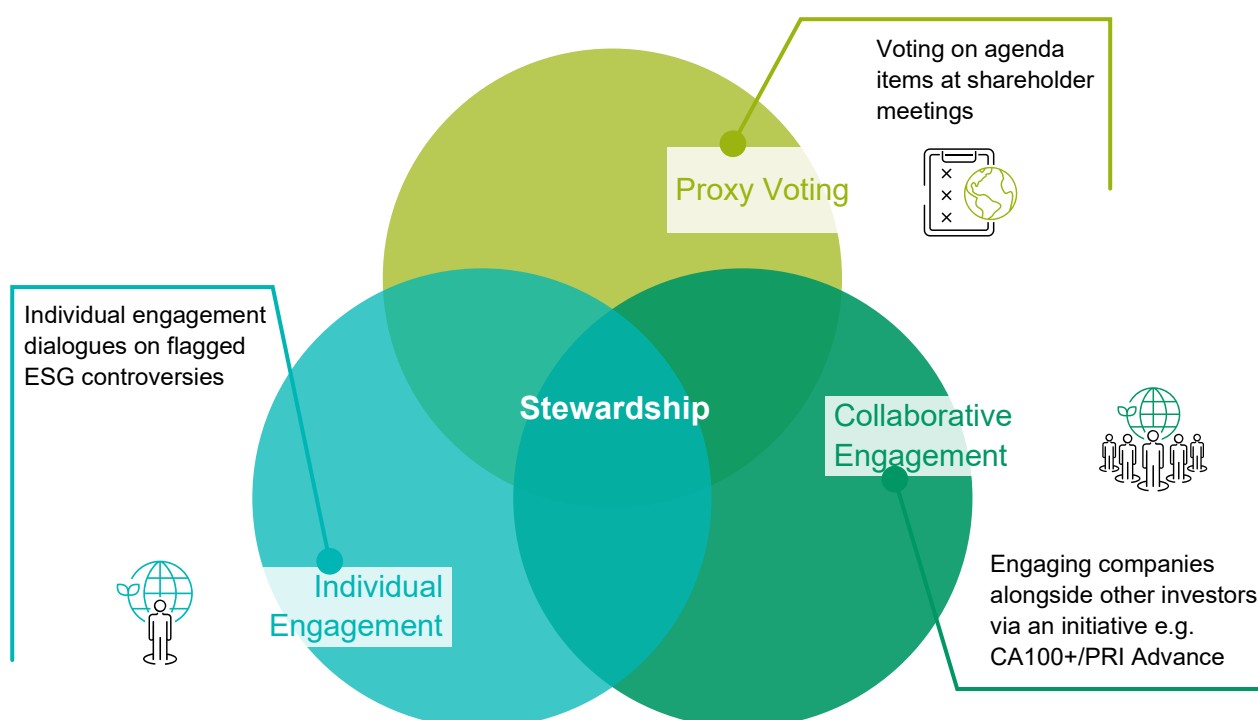 Voting on agenda
items at shareholder
meetings
Proxy Voting
Individual engagement
dialogues on flagged
ESG controversies
Stewardship
Collaborative
Engagement
Individual
Engagement
Engaging companies
alongside other investors
via an initiative e.g.
CA100+/PRI Advance